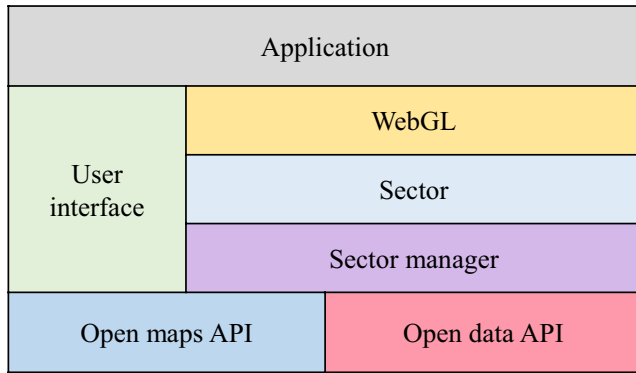 Application
WebGL
User
interface
Sector
Sector manager
Open maps API
Open data API